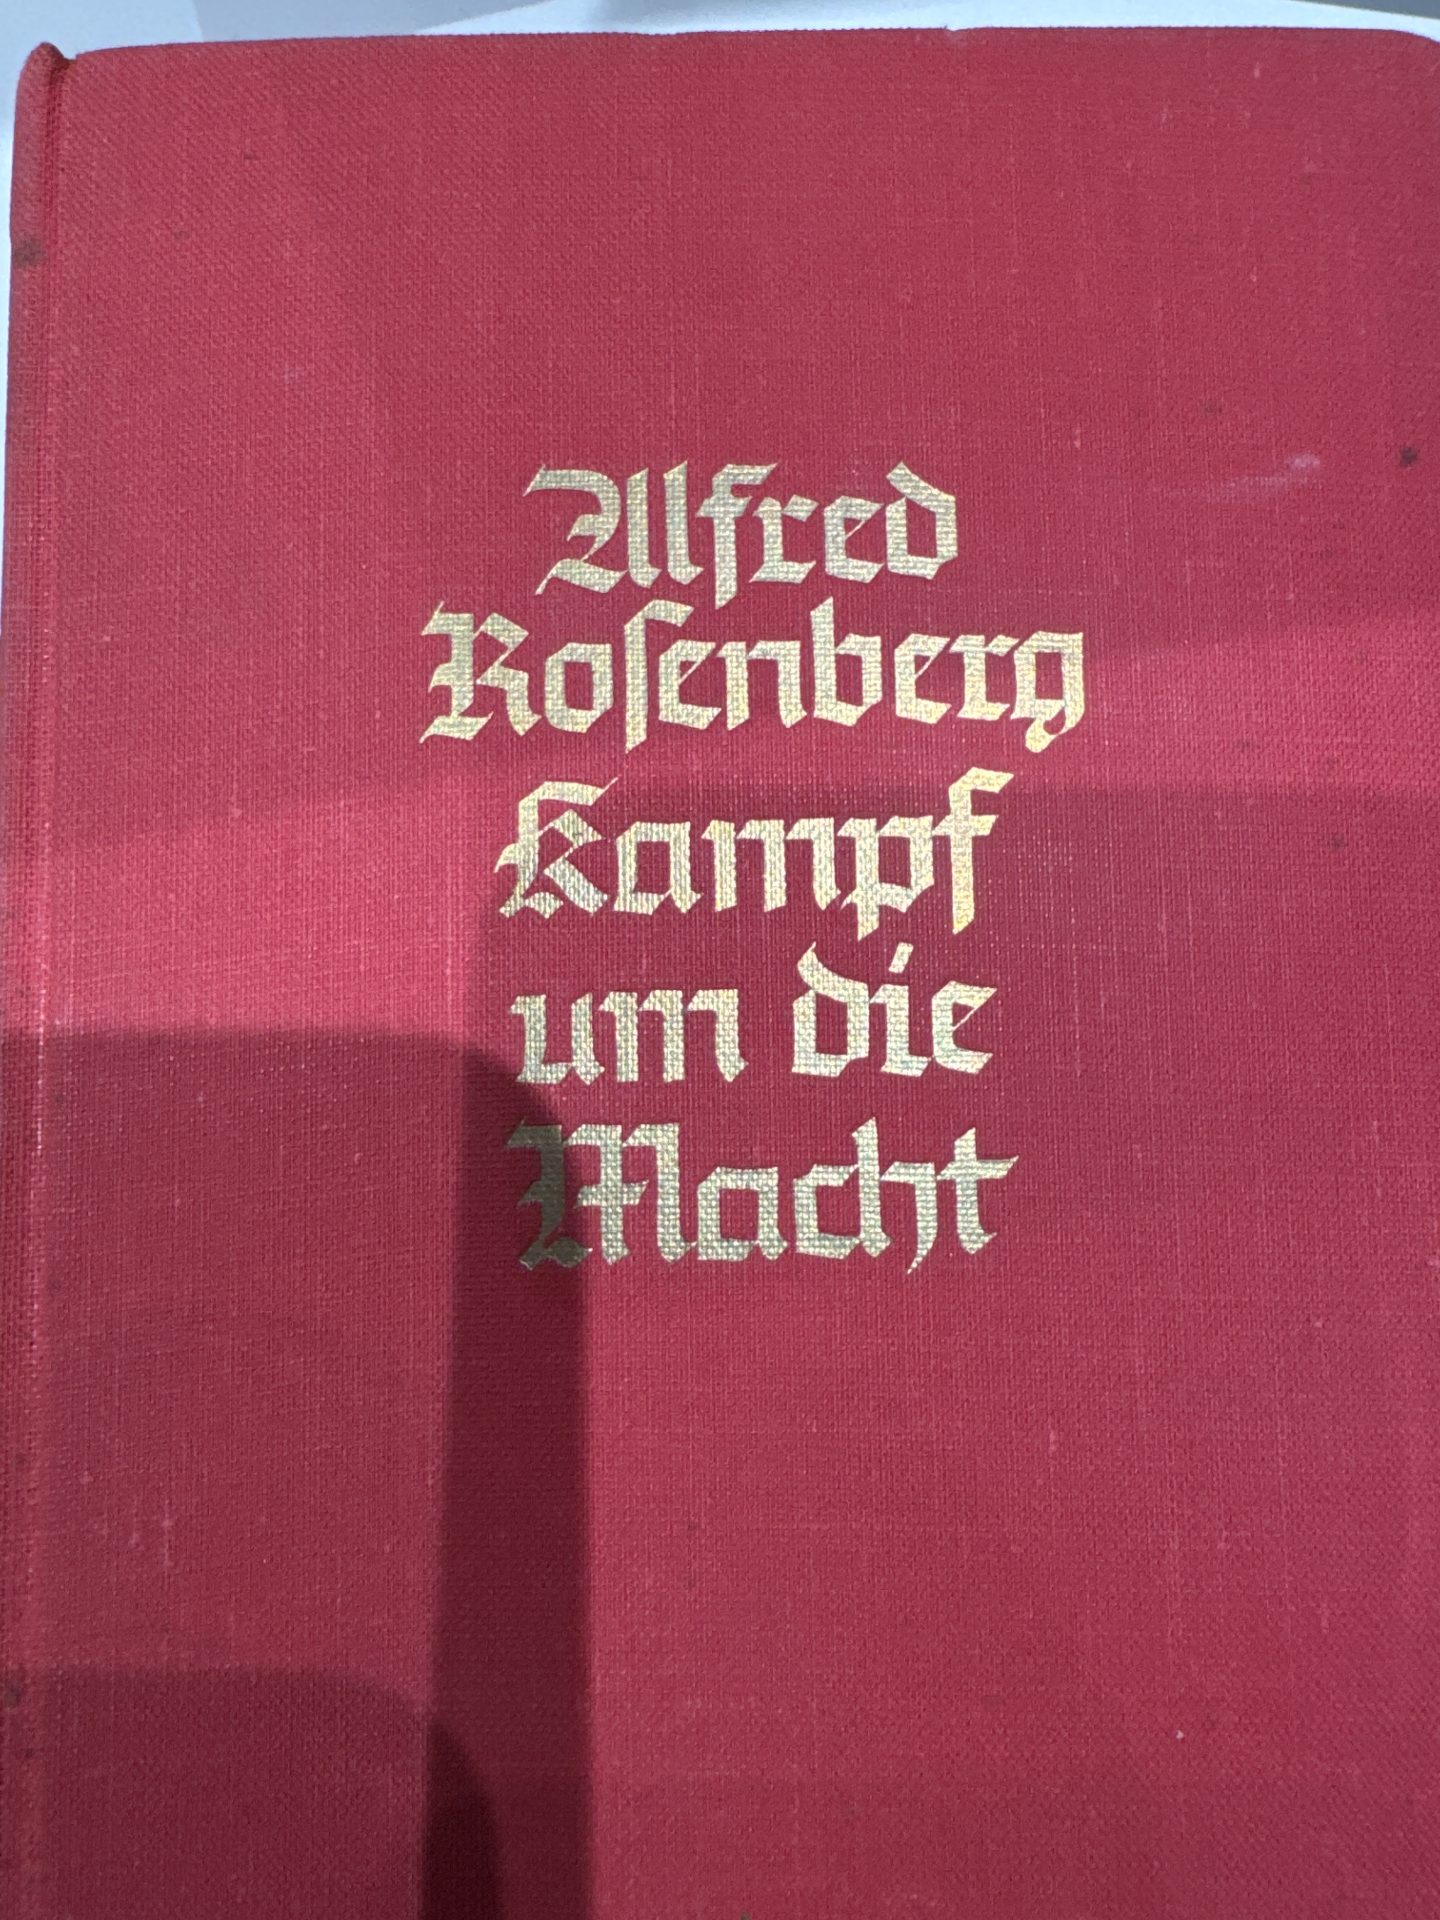 Alfred
Roſenberg
Kampf
um die
Macht